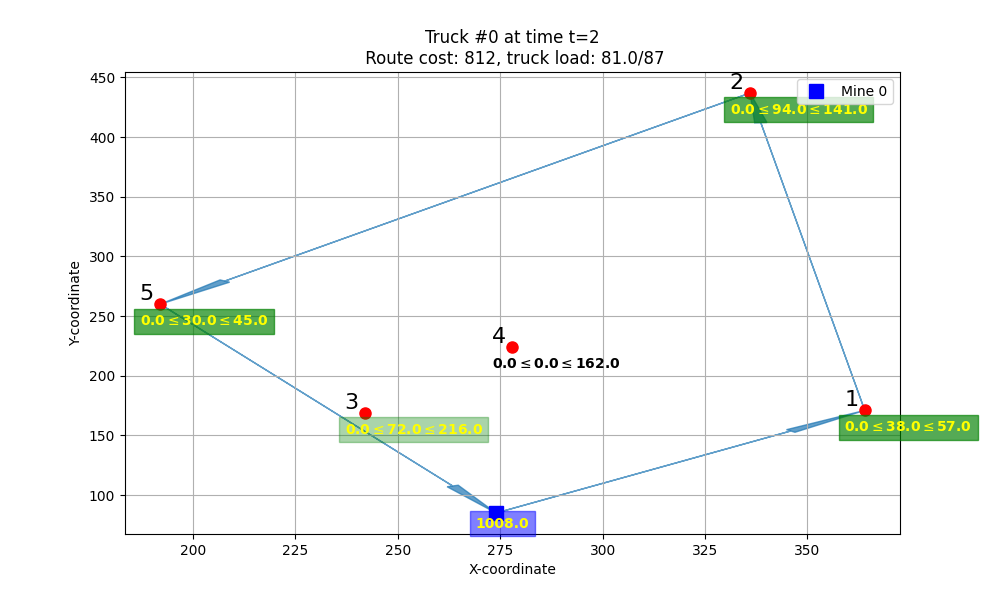 Truck #0 at time t=2
Route cost: 812, truck load: 81.0/87
Mine 0
450
400
350
300
250
200
150
100
Y-coordinate
2
0.0 ≤ 94.0 ≤ 141.0
5
0.0 ≤ 30.0 ≤ 45.0
4
0.0 ≤ 0.0 ≤ 162.0
3
0.0 ≤ 72.0 ≤ 216.0
1
0.0 ≤ 38.0 ≤ 57.0
1008.0
200 225 250 275 300 325 350
X-coordinate